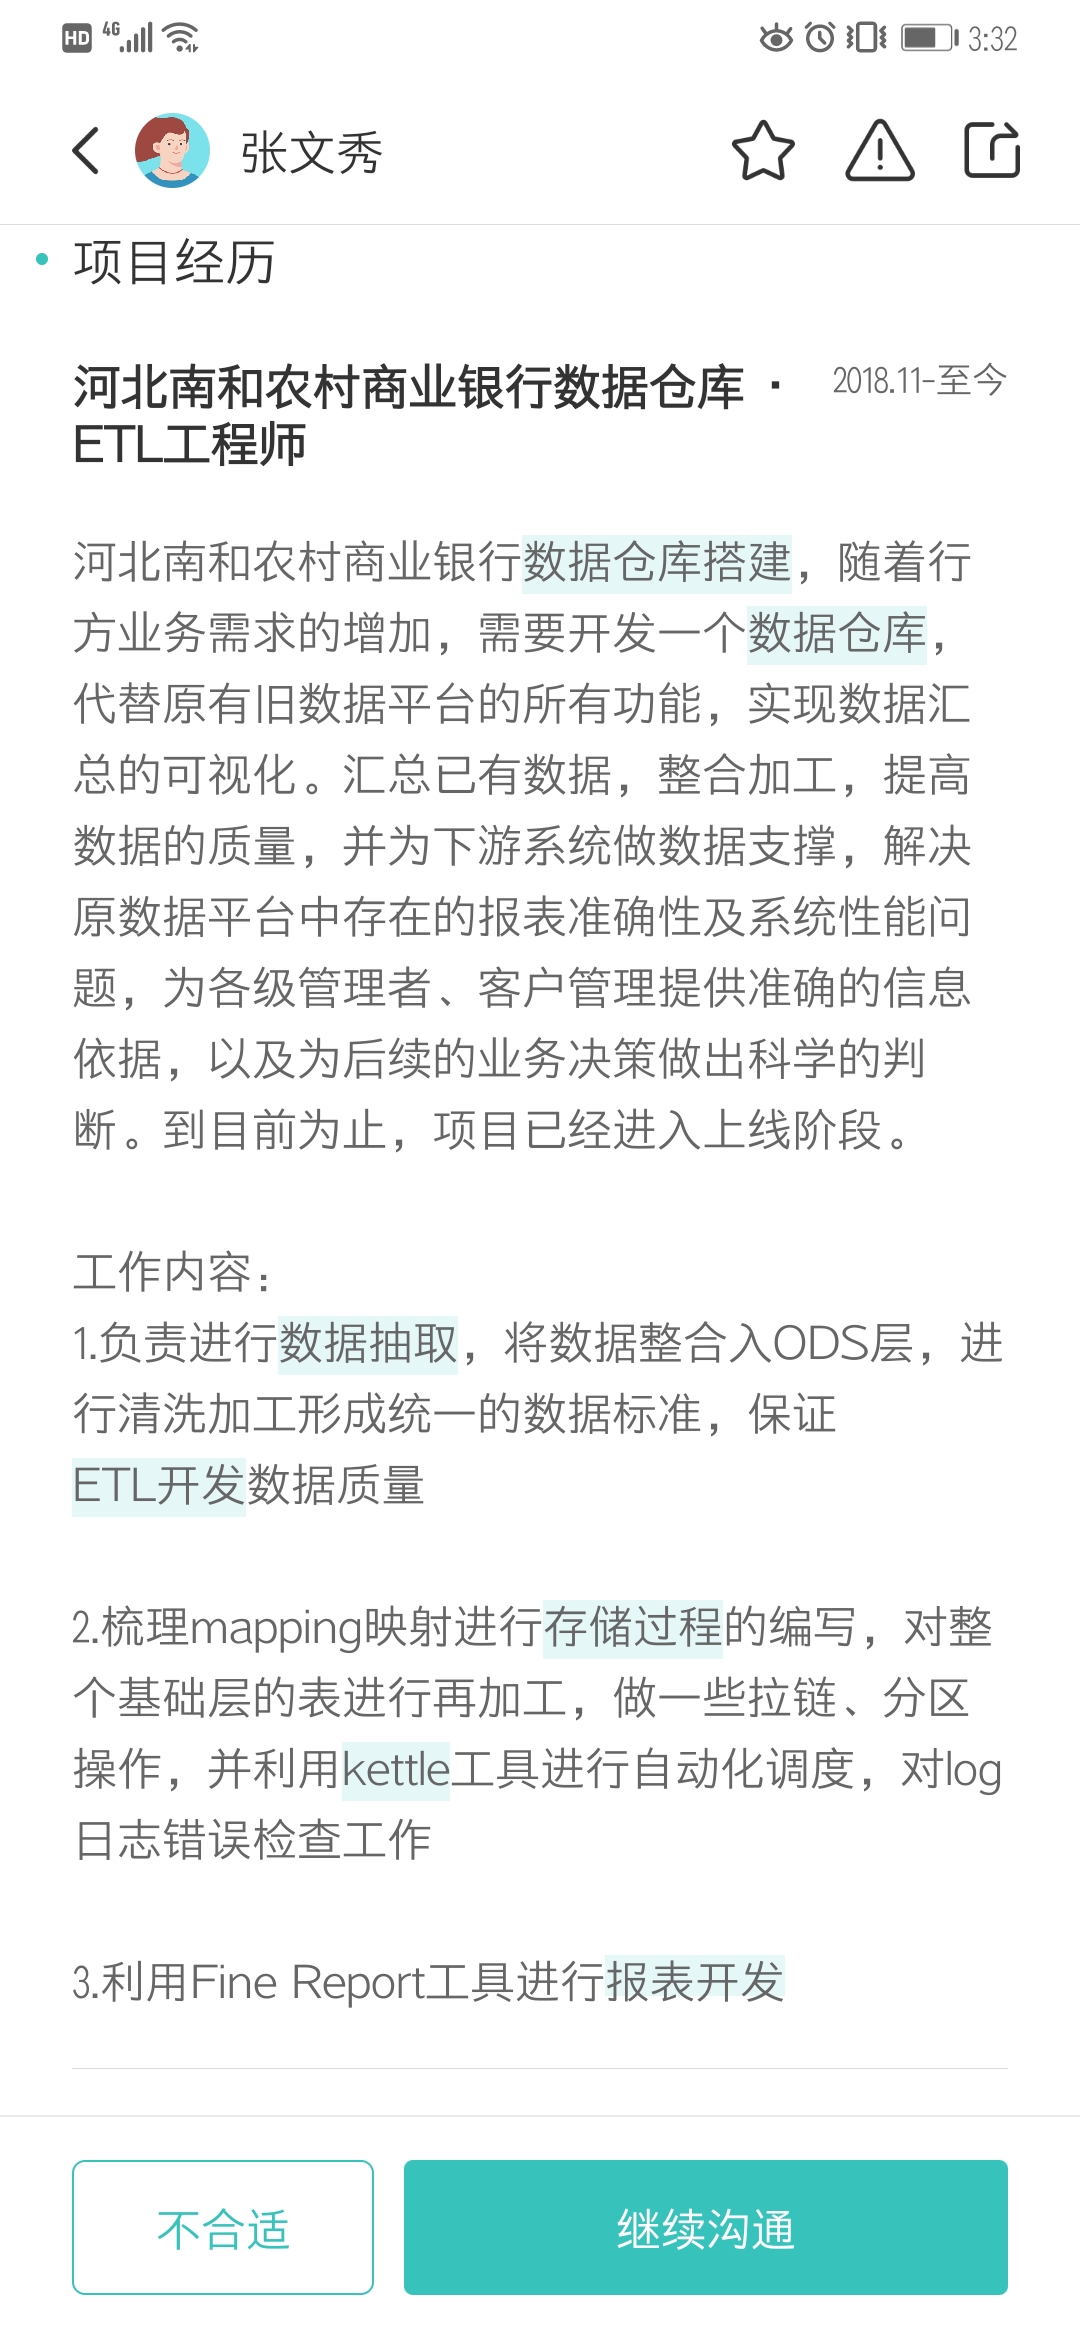 HD 4G 3:32
张文秀
项目经历
河北南和农村商业银行数据仓库 · 2018.11-至今
ETL工程师
河北南和农村商业银行数据仓库搭建，随着行
方业务需求的增加，需要开发一个数据仓库，
代替原有旧数据平台的所有功能，实现数据汇
总的可视化。汇总已有数据，整合加工，提高
数据的质量，并为下游系统做数据支撑，解决
原数据平台中存在的报表准确性及系统性能问
题，为各级管理者、客户管理提供准确的信息
依据，以及为后续的业务决策做出科学的判
断。到目前为止，项目已经进入上线阶段。
工作内容：
1.负责进行数据抽取，将数据整合入ODS层，进
行清洗加工形成统一的数据标准，保证
ETL开发数据质量
2.梳理mapping映射进行存储过程的编写，对整
个基础层的表进行再加工，做一些拉链、分区
操作，并利用kettle工具进行自动化调度，对log
日志错误检查工作
3.利用Fine Report工具进行报表开发
不合适 继续沟通